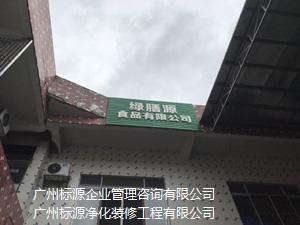 绿膳源
食品有限公司
广州标源企业管理咨询有限公司
广州标源净化装修工程有限公司